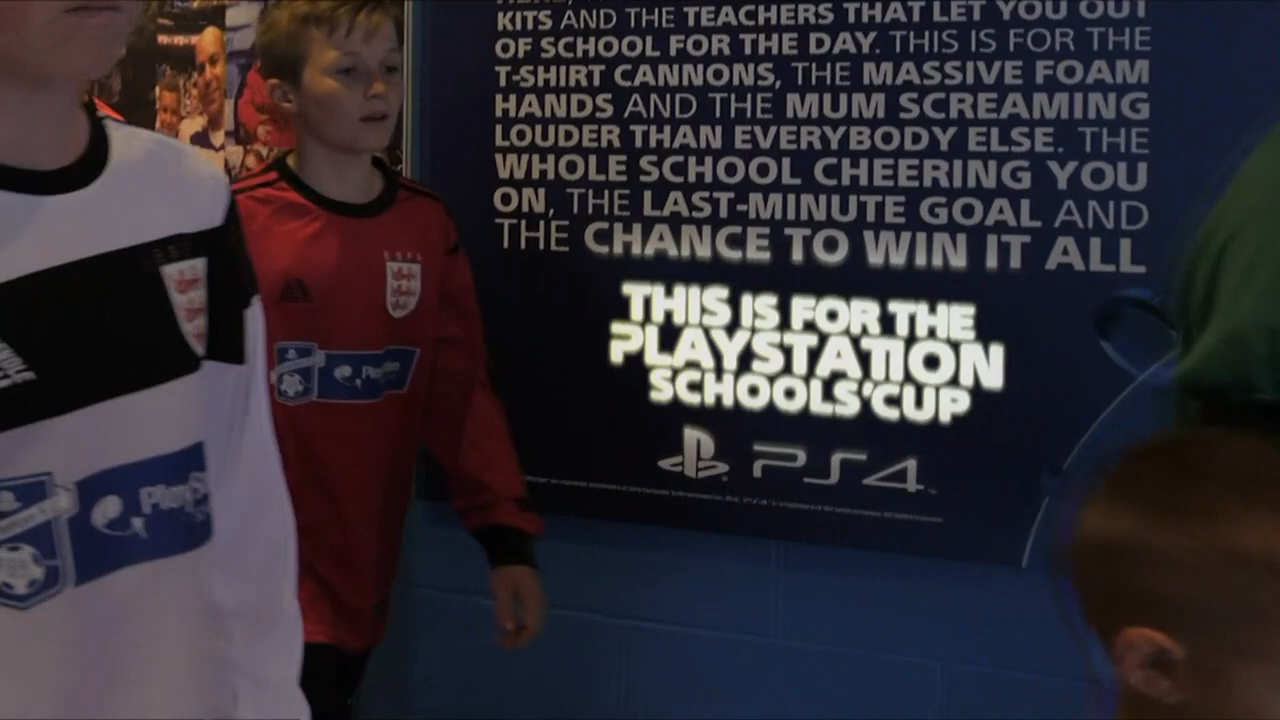 KITS AND THE TEACHERS THAT LET YOU OUT
OF SCHOOL FOR THE DAY. THIS IS FOR THE
T-SHIRT CANNONS, THE MASSIVE FOAM
HANDS AND THE MUM SCREAMING
LOUDER THAN EVERYBODY ELSE. THE
WHOLE SCHOOL CHEERING YOU
ON, THE LAST-MINUTE GOAL AND
THE CHANCE TO WIN IT ALL
THIS IS FOR THE
PLAYSTATION
SCHOOLS'CUP
PS4